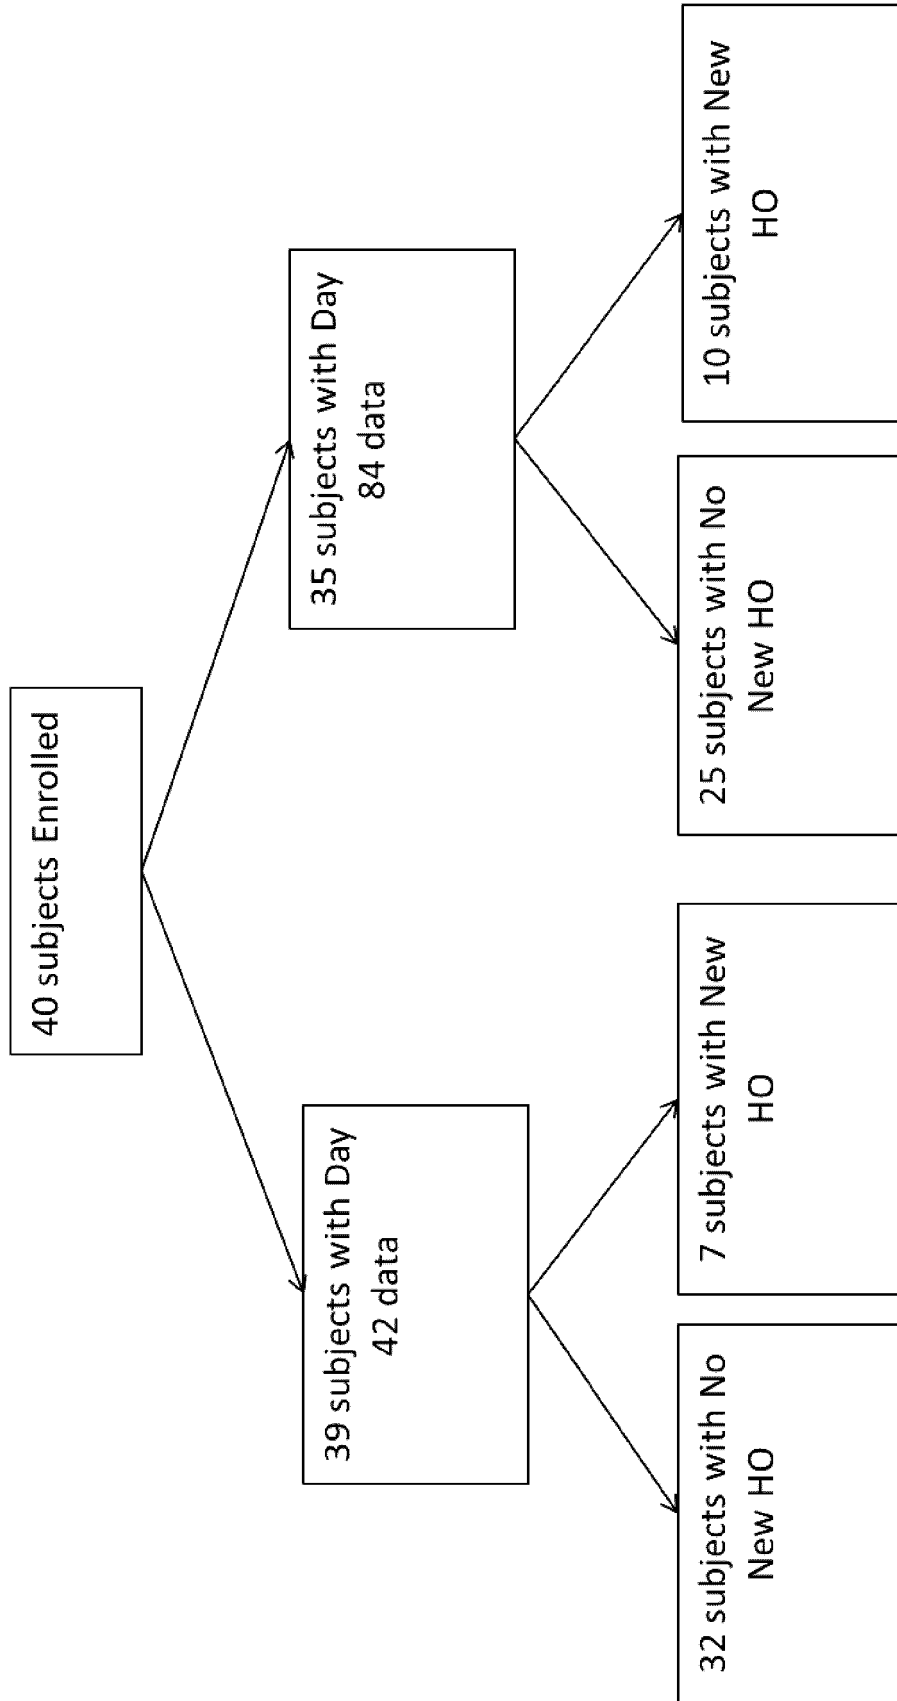 40 subjects Enrolled
39 subjects with Day
42 data
35 subjects with Day
84 data
32 subjects with No
New HO
7 subjects with New
HO
25 subjects with No
New HO
10 subjects with New
HO